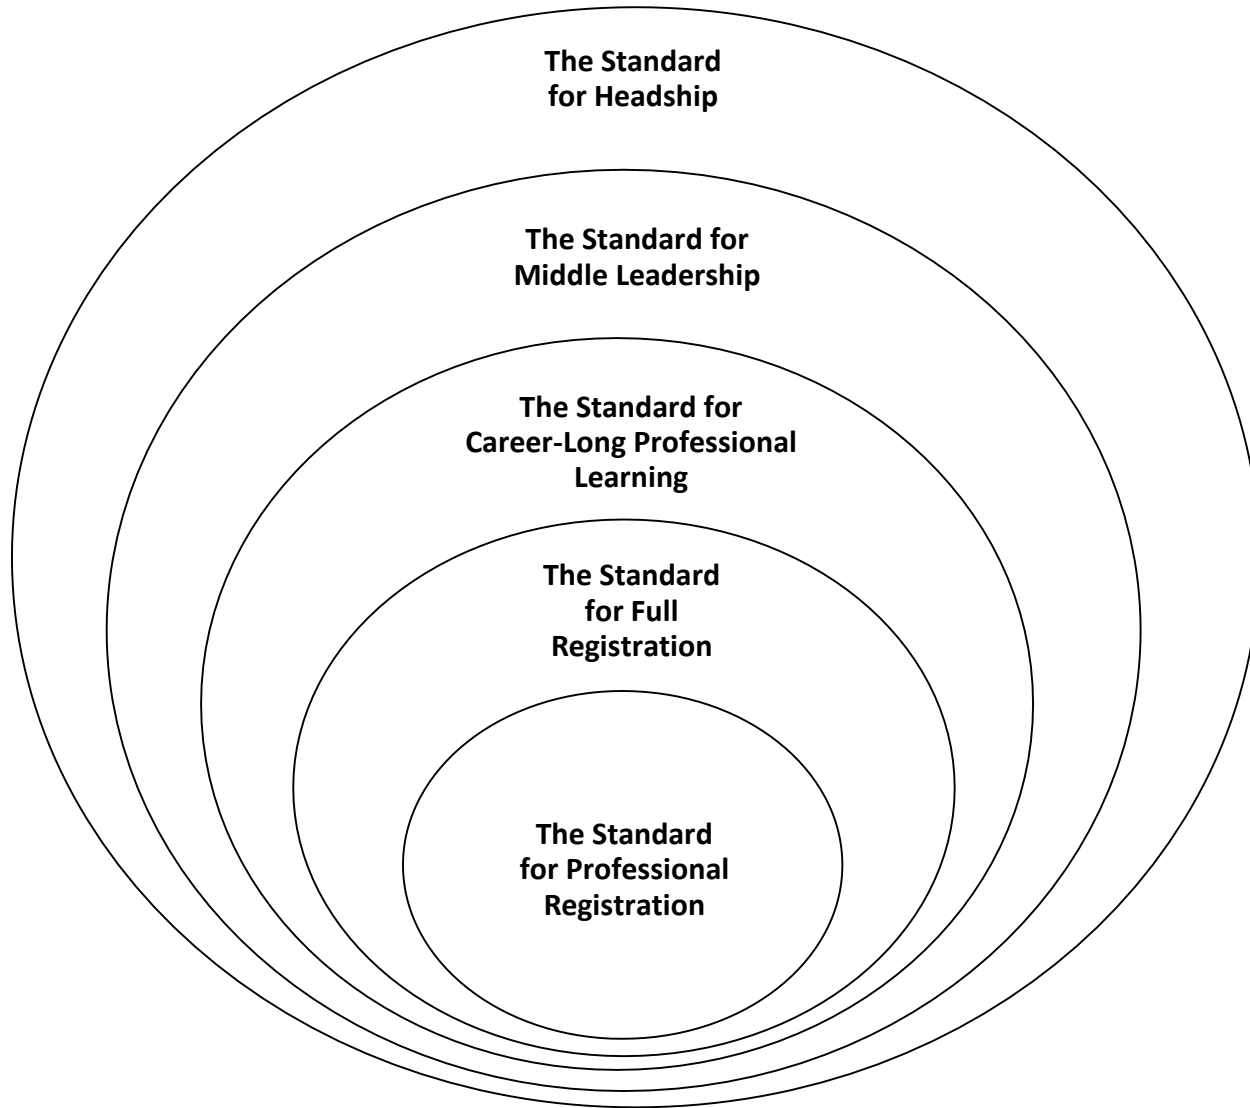 The Standard
for Headship
The Standard for
Middle Leadership
The Standard for
Career-Long Professional
Learning
The Standard
for Full
Registration
The Standard
for Professional
Registration